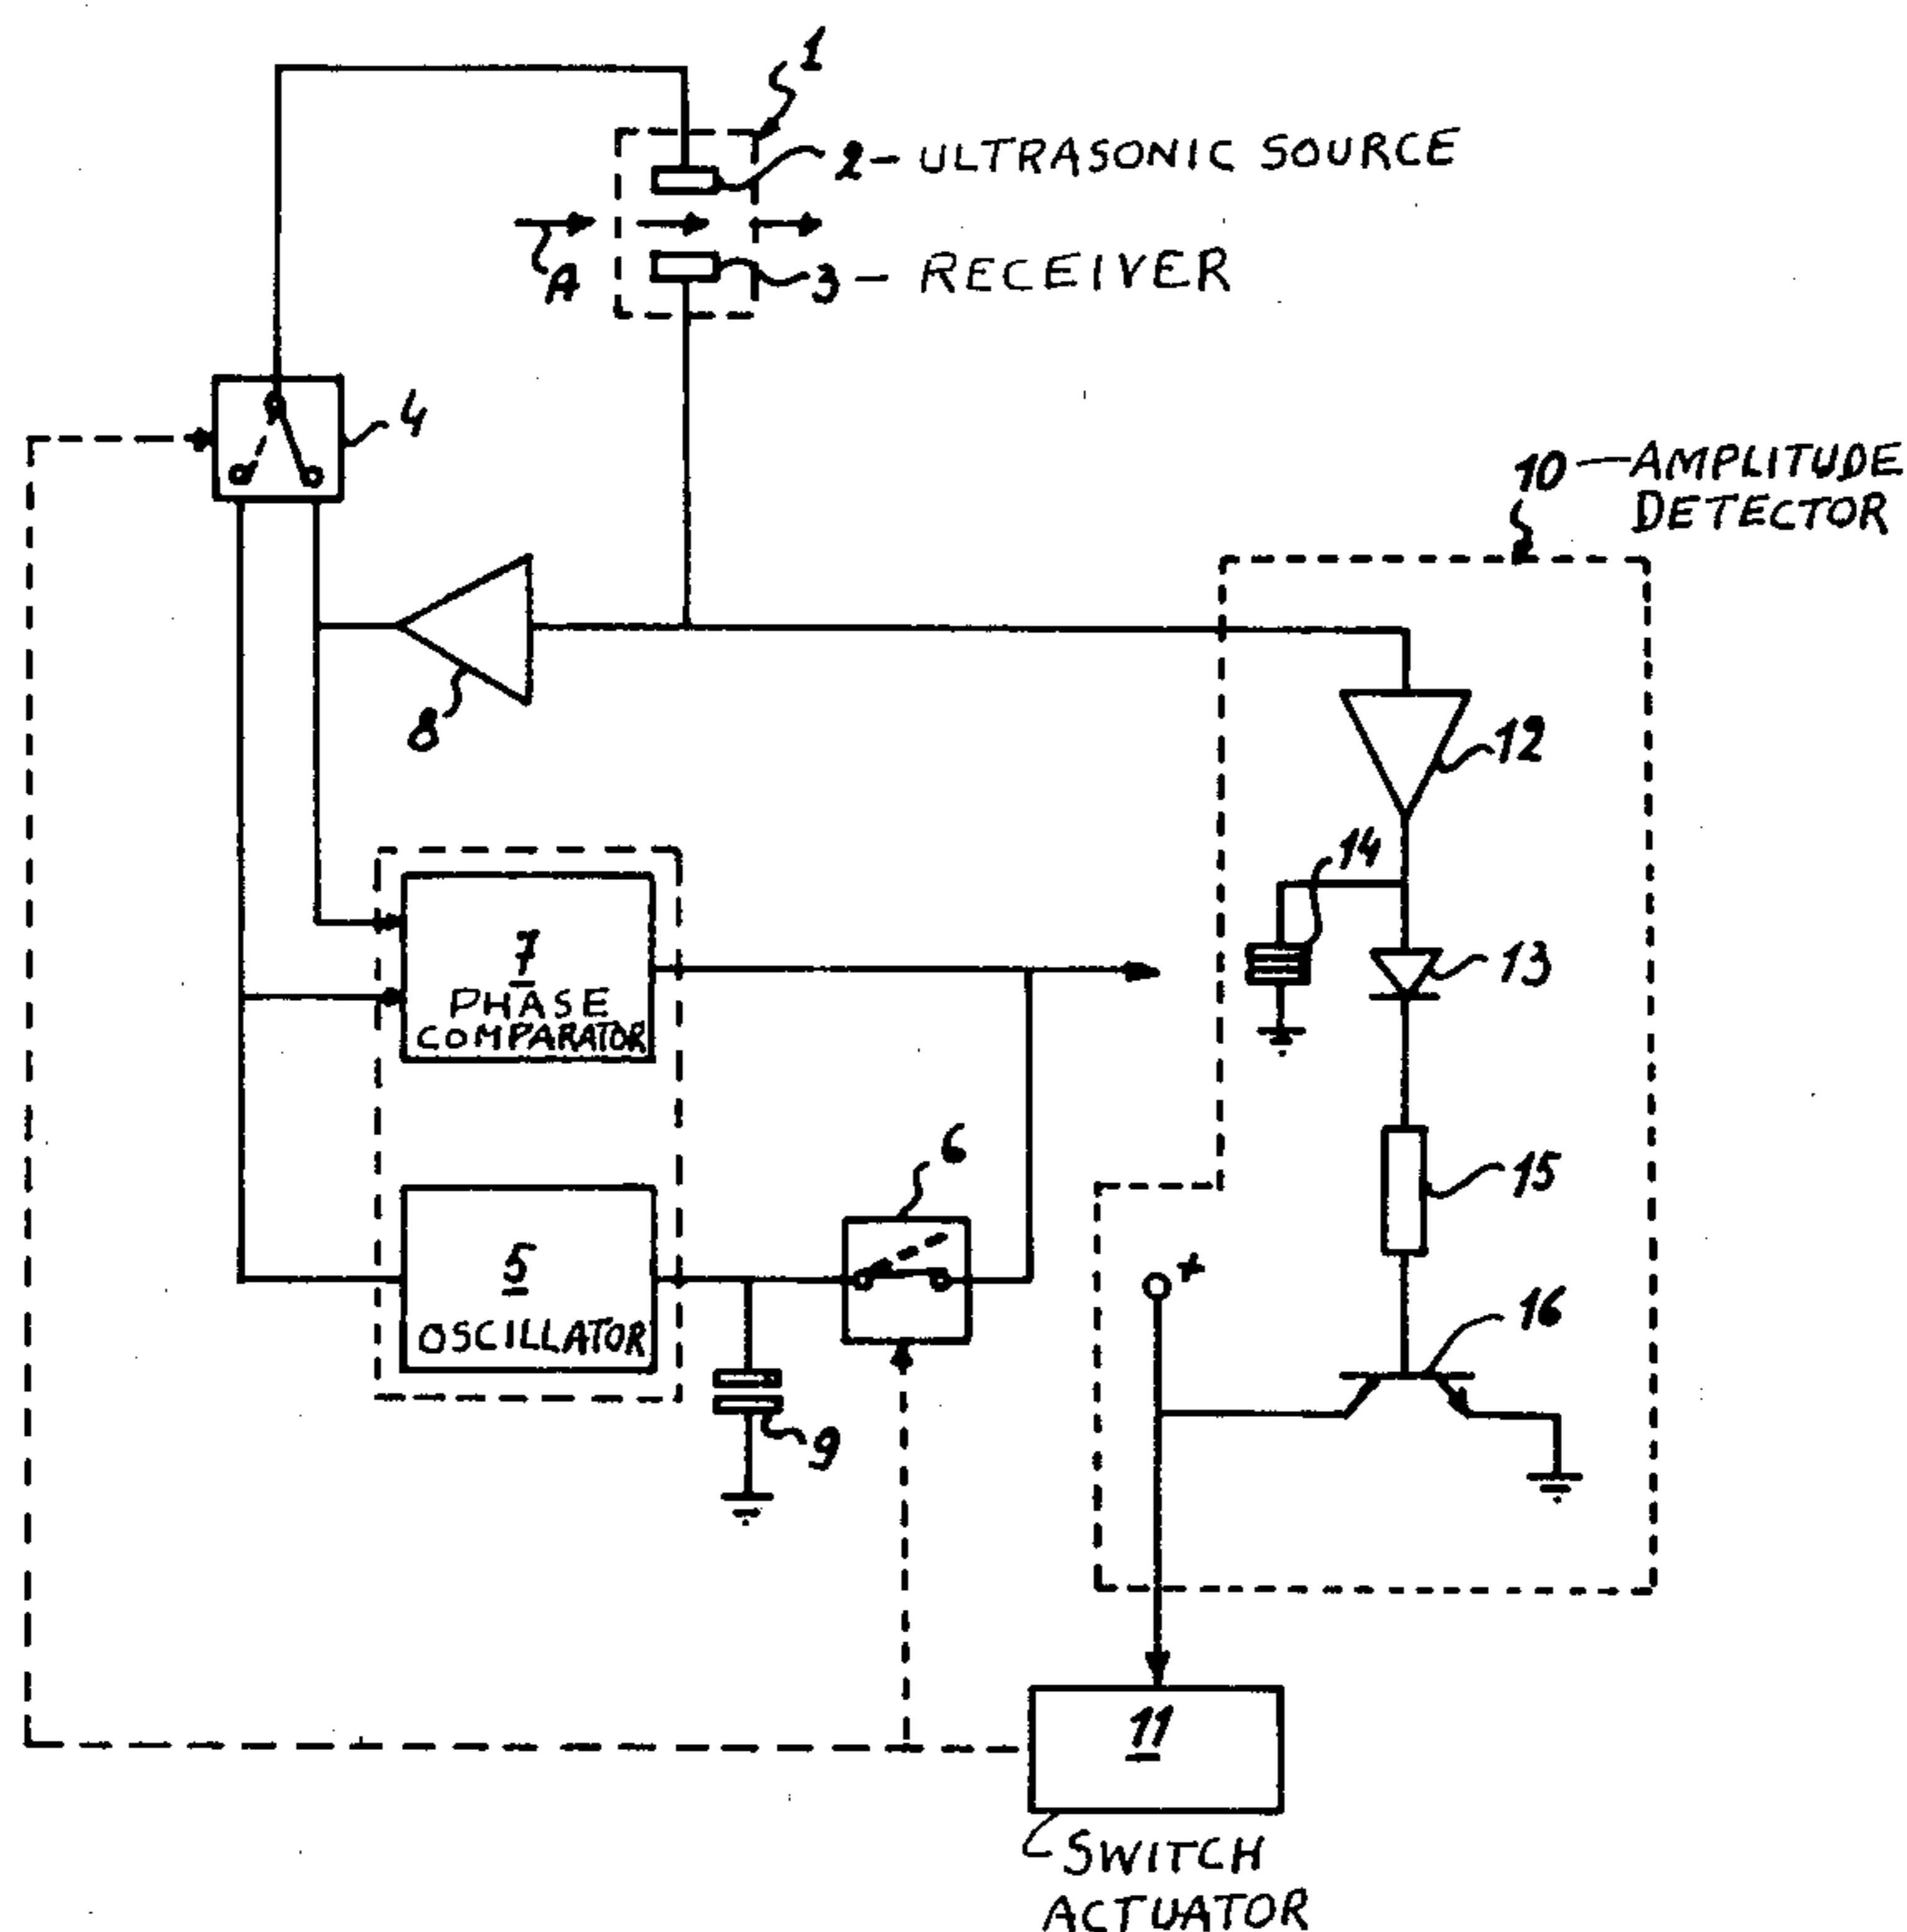 1
2 - ULTRASONIC SOURCE
A
3 - RECEIVER
4
10 — AMPLITUDE
DETECTOR
8
12
14
7
PHASE
COMPARATOR
13
6
15
5
OSCILLATOR
+
16
9
11
SWITCH
ACTUATOR